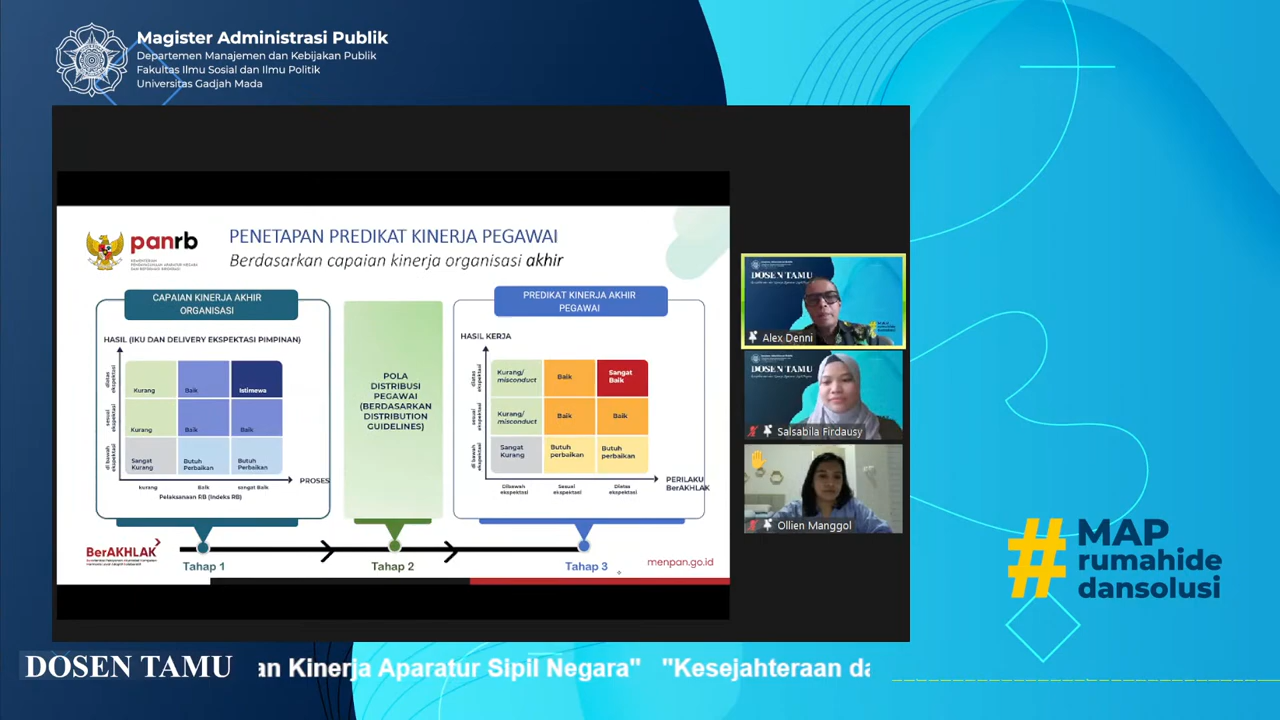 Magister Administrasi Publik
Departemen Manajemen dan Kebijakan Publik
Fakultas Ilmu Sosial dan Ilmu Politik
Universitas Gadjah Mada
panrb
PENETAPAN PREDIKAT KINERJA PEGAWAI
Berdasarkan capaian kinerja organisasi akhir
CAPAIAN KINERJA AKHIR
ORGANISASI
HASIL (IKU DAN DELIVERY EKSPEKTASI PIMPINAN)
diatas
ekspektasi
sesuai
ekspektasi
di bawah
ekspektasi
Kurang
Baik
Istimewa
Kurang
Baik
Baik
Sangat
Kurang
Butuh
Perbaikan
Butuh
Perbaikan
kurang
Baik
sangat Baik
PROSES
Pelaksanaan RB (Indeks RB)
POLA
DISTRIBUSI
PEGAWAI
(BERDASARKAN
DISTRIBUTION
GUIDELINES)
PREDIKAT KINERJA AKHIR
PEGAWAI
HASIL KERJA
diatas
ekspektasi
sesuai
ekspektasi
di bawah
ekspektasi
Kurang/
misconduct
Baik
Sangat
Baik
Kurang/
misconduct
Baik
Baik
Sangat
Kurang
Butuh
perbaikan
Butuh
perbaikan
Dibawah
ekspektasi
Sesuai
ekspektasi
Diatas
ekspektasi
PERILAKU
BerAKHLAK
BerAKHLAK
Tahap 1
Tahap 2
Tahap 3
menpan.go.id
DOSEN TAMU
Alex Denni
DOSEN TAMU
Salsabila Firdausy
Ollien Manggol
# MAP
rumahide
dansolusi
DOSEN TAMU
an Kinerja Aparatur Sipil Negara" "Kesejahteraan da